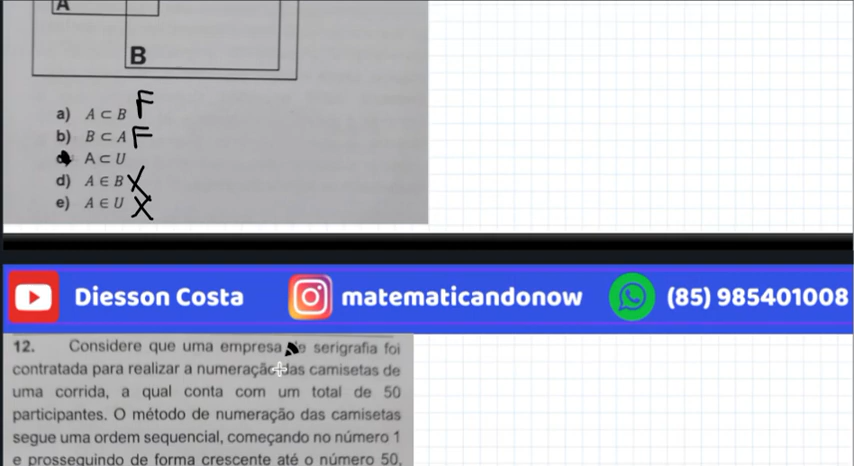 A
B
a) A ⊂ B F
b) B ⊂ A F
A ⊂ U
d) A ∈ B X
e) A ∈ U X
Diesson Costa matematicandonow (85) 985401008
12. Considere que uma empresa de serigrafia foi
contratada para realizar a numeração das camisetas de
uma corrida, a qual conta com um total de 50
participantes. O método de numeração das camisetas
segue uma ordem sequencial, começando no número 1
e prosseguindo de forma crescente até o número 50,